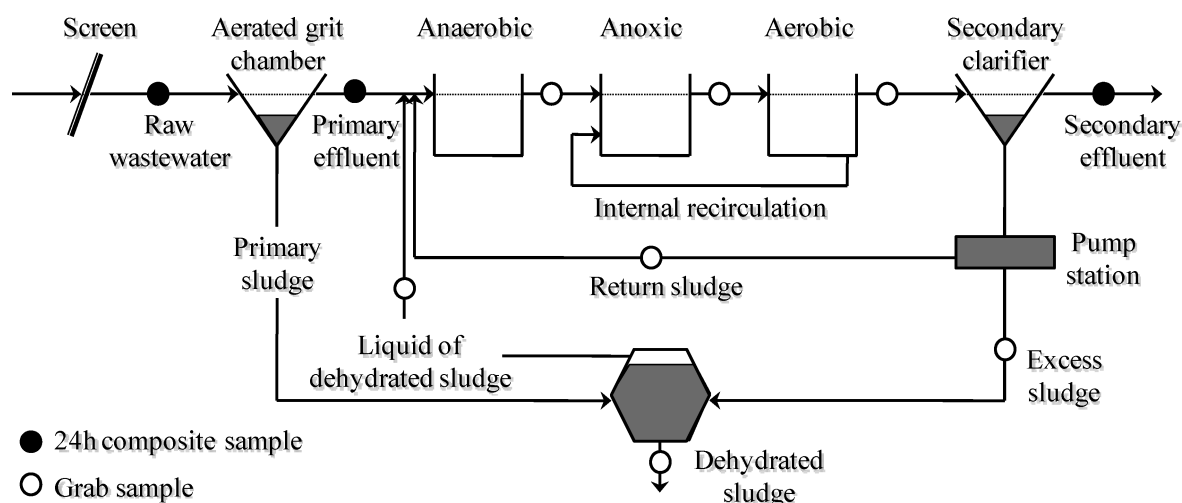 Screen
Aerated grit
chamber
Anaerobic
Anoxic
Aerobic
Secondary
clarifier
Raw
wastewater
Primary
effluent
Secondary
effluent
Internal recirculation
Primary
sludge
Return sludge
Pump
station
Liquid of
dehydrated sludge
Excess
sludge
24h composite sample
Grab sample
Dehydrated
sludge